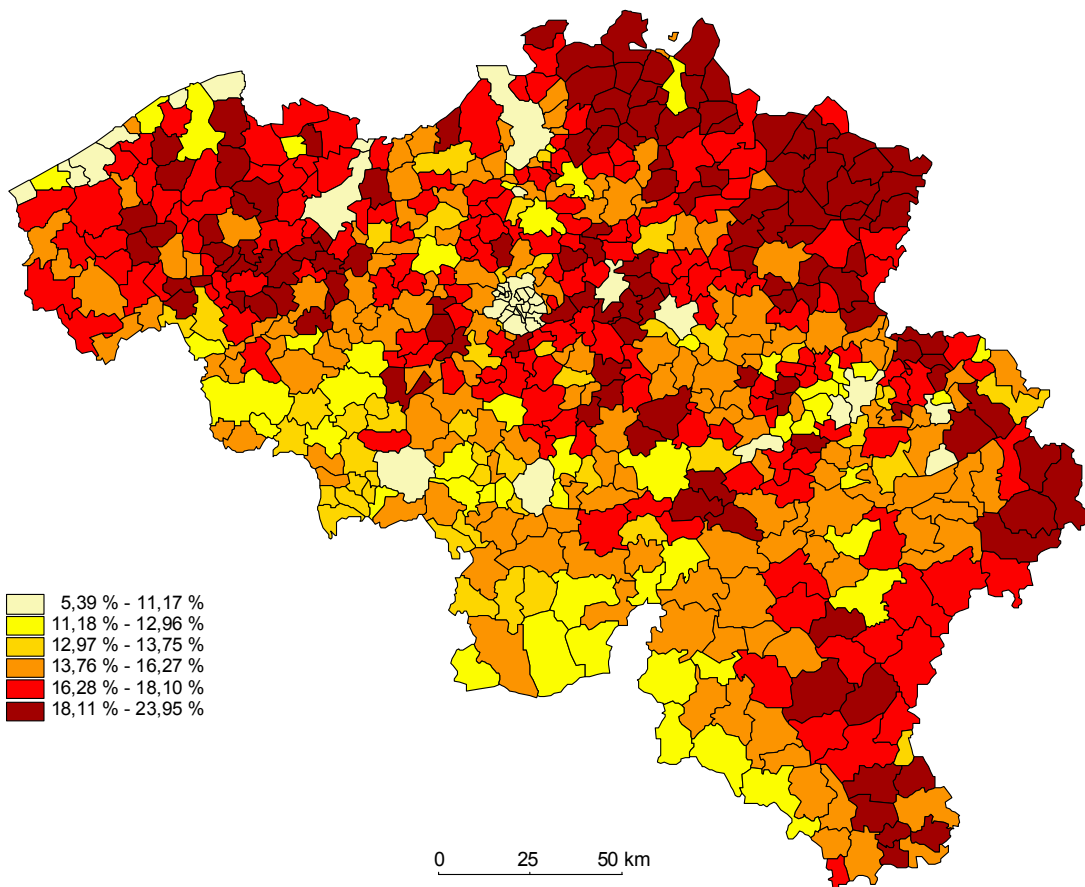 5,39 % - 11,17 %
11,18 % - 12,96 %
12,97 % - 13,75 %
13,76 % - 16,27 %
16,28 % - 18,10 %
18,11 % - 23,95 %
0 25 50 km